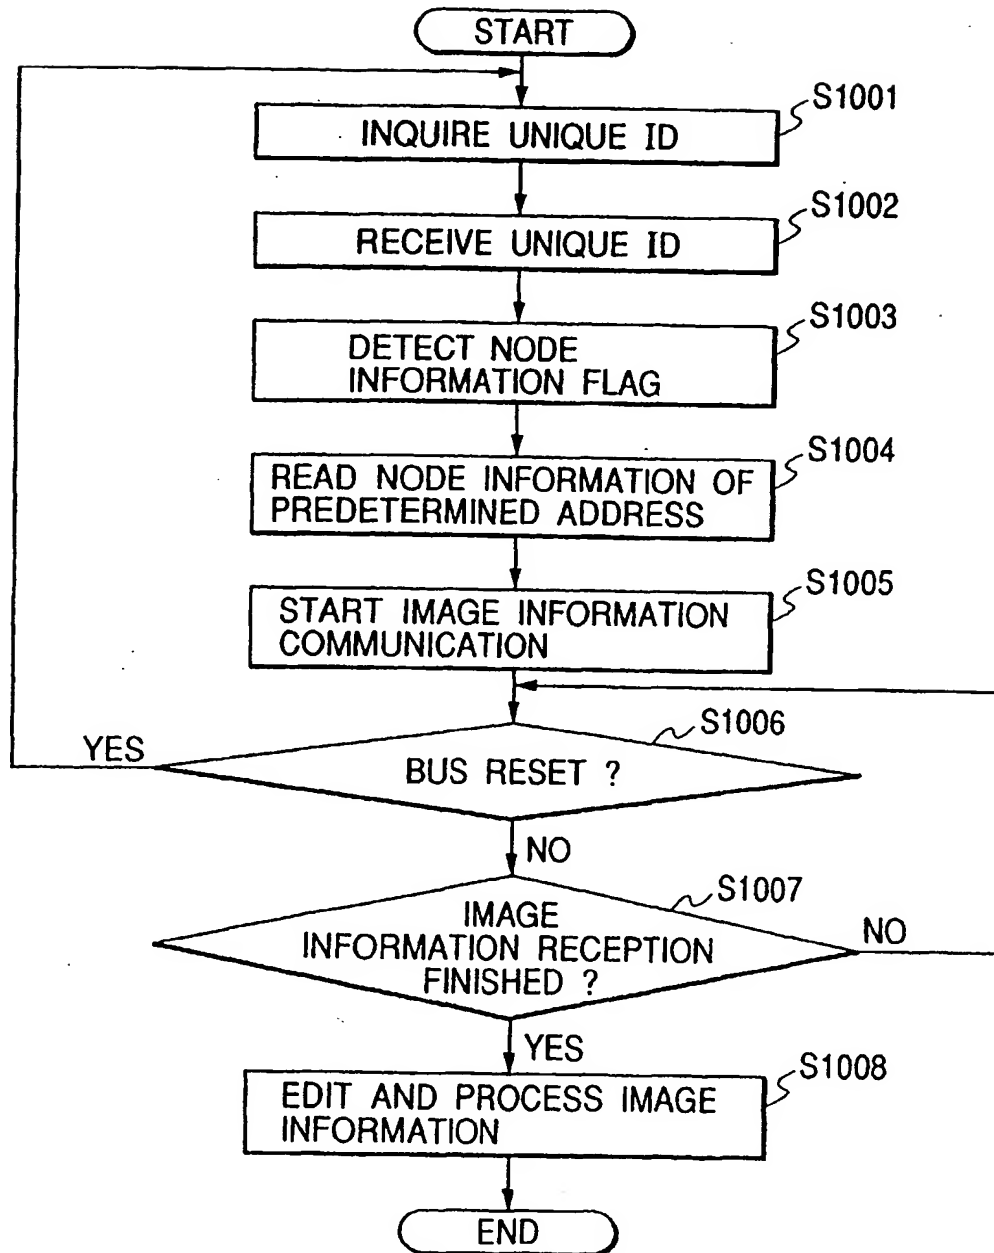 START
S1001
INQUIRE UNIQUE ID
S1002
RECEIVE UNIQUE ID
S1003
DETECT NODE
INFORMATION FLAG
S1004
READ NODE INFORMATION OF
PREDETERMINED ADDRESS
S1005
START IMAGE INFORMATION
COMMUNICATION
S1006
YES
BUS RESET ?
NO
S1007
IMAGE
INFORMATION RECEPTION
FINISHED ?
NO
YES
S1008
EDIT AND PROCESS IMAGE
INFORMATION
END